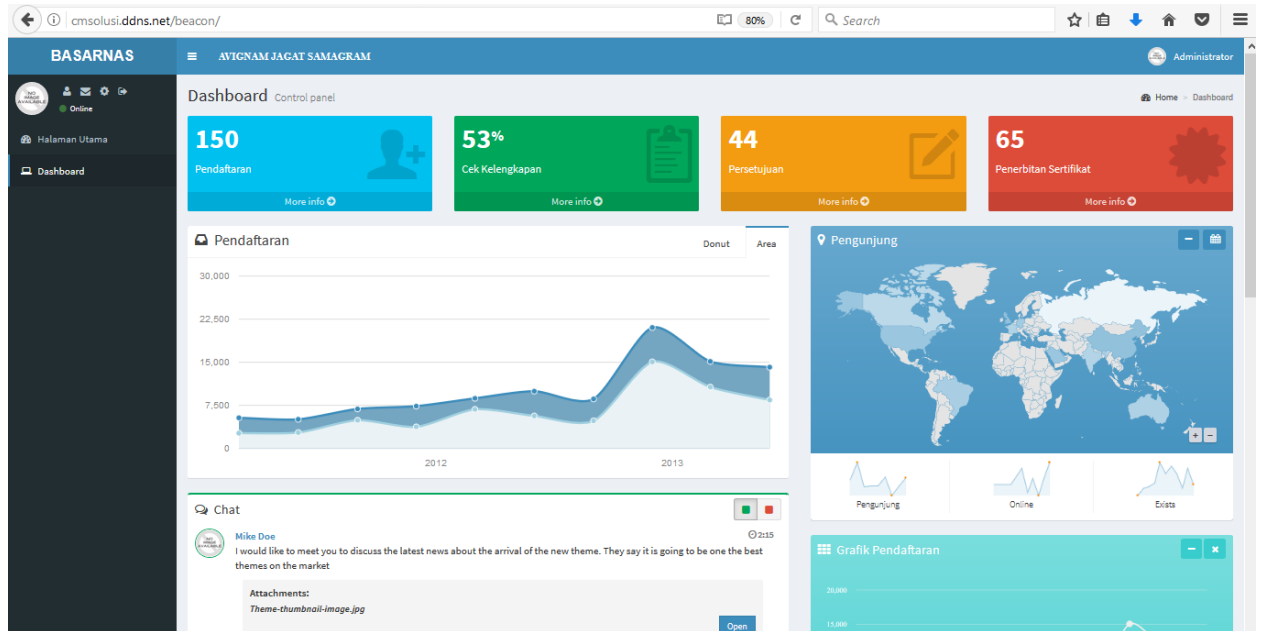 cmsolusi.ddns.net/beacon/
80%
Search
BASARNAS
AVIGNAM JAGAT SAMAGRAM
Administrator
NO IMAGE AVAILABLE
Online
Halaman Utama
Dashboard
Dashboard Control panel
Home > Dashboard
150
Pendaftaran
More info
53%
Cek Kelengkapan
More info
44
Persetujuan
More info
65
Penerbitan Sertifikat
More info
Pendaftaran
Donut
Area
30,000
22,500
15,000
7,500
0
2012
2013
Pengunjung
+
−
Pengunjung
Online
Exists
Chat
Mike Doe
2:15
I would like to meet you to discuss the latest news about the arrival of the new theme. They say it is going to be one the best
themes on the market
Attachments:
Theme-thumbnail-image.jpg
Open
Grafik Pendaftaran
20,000
15,000